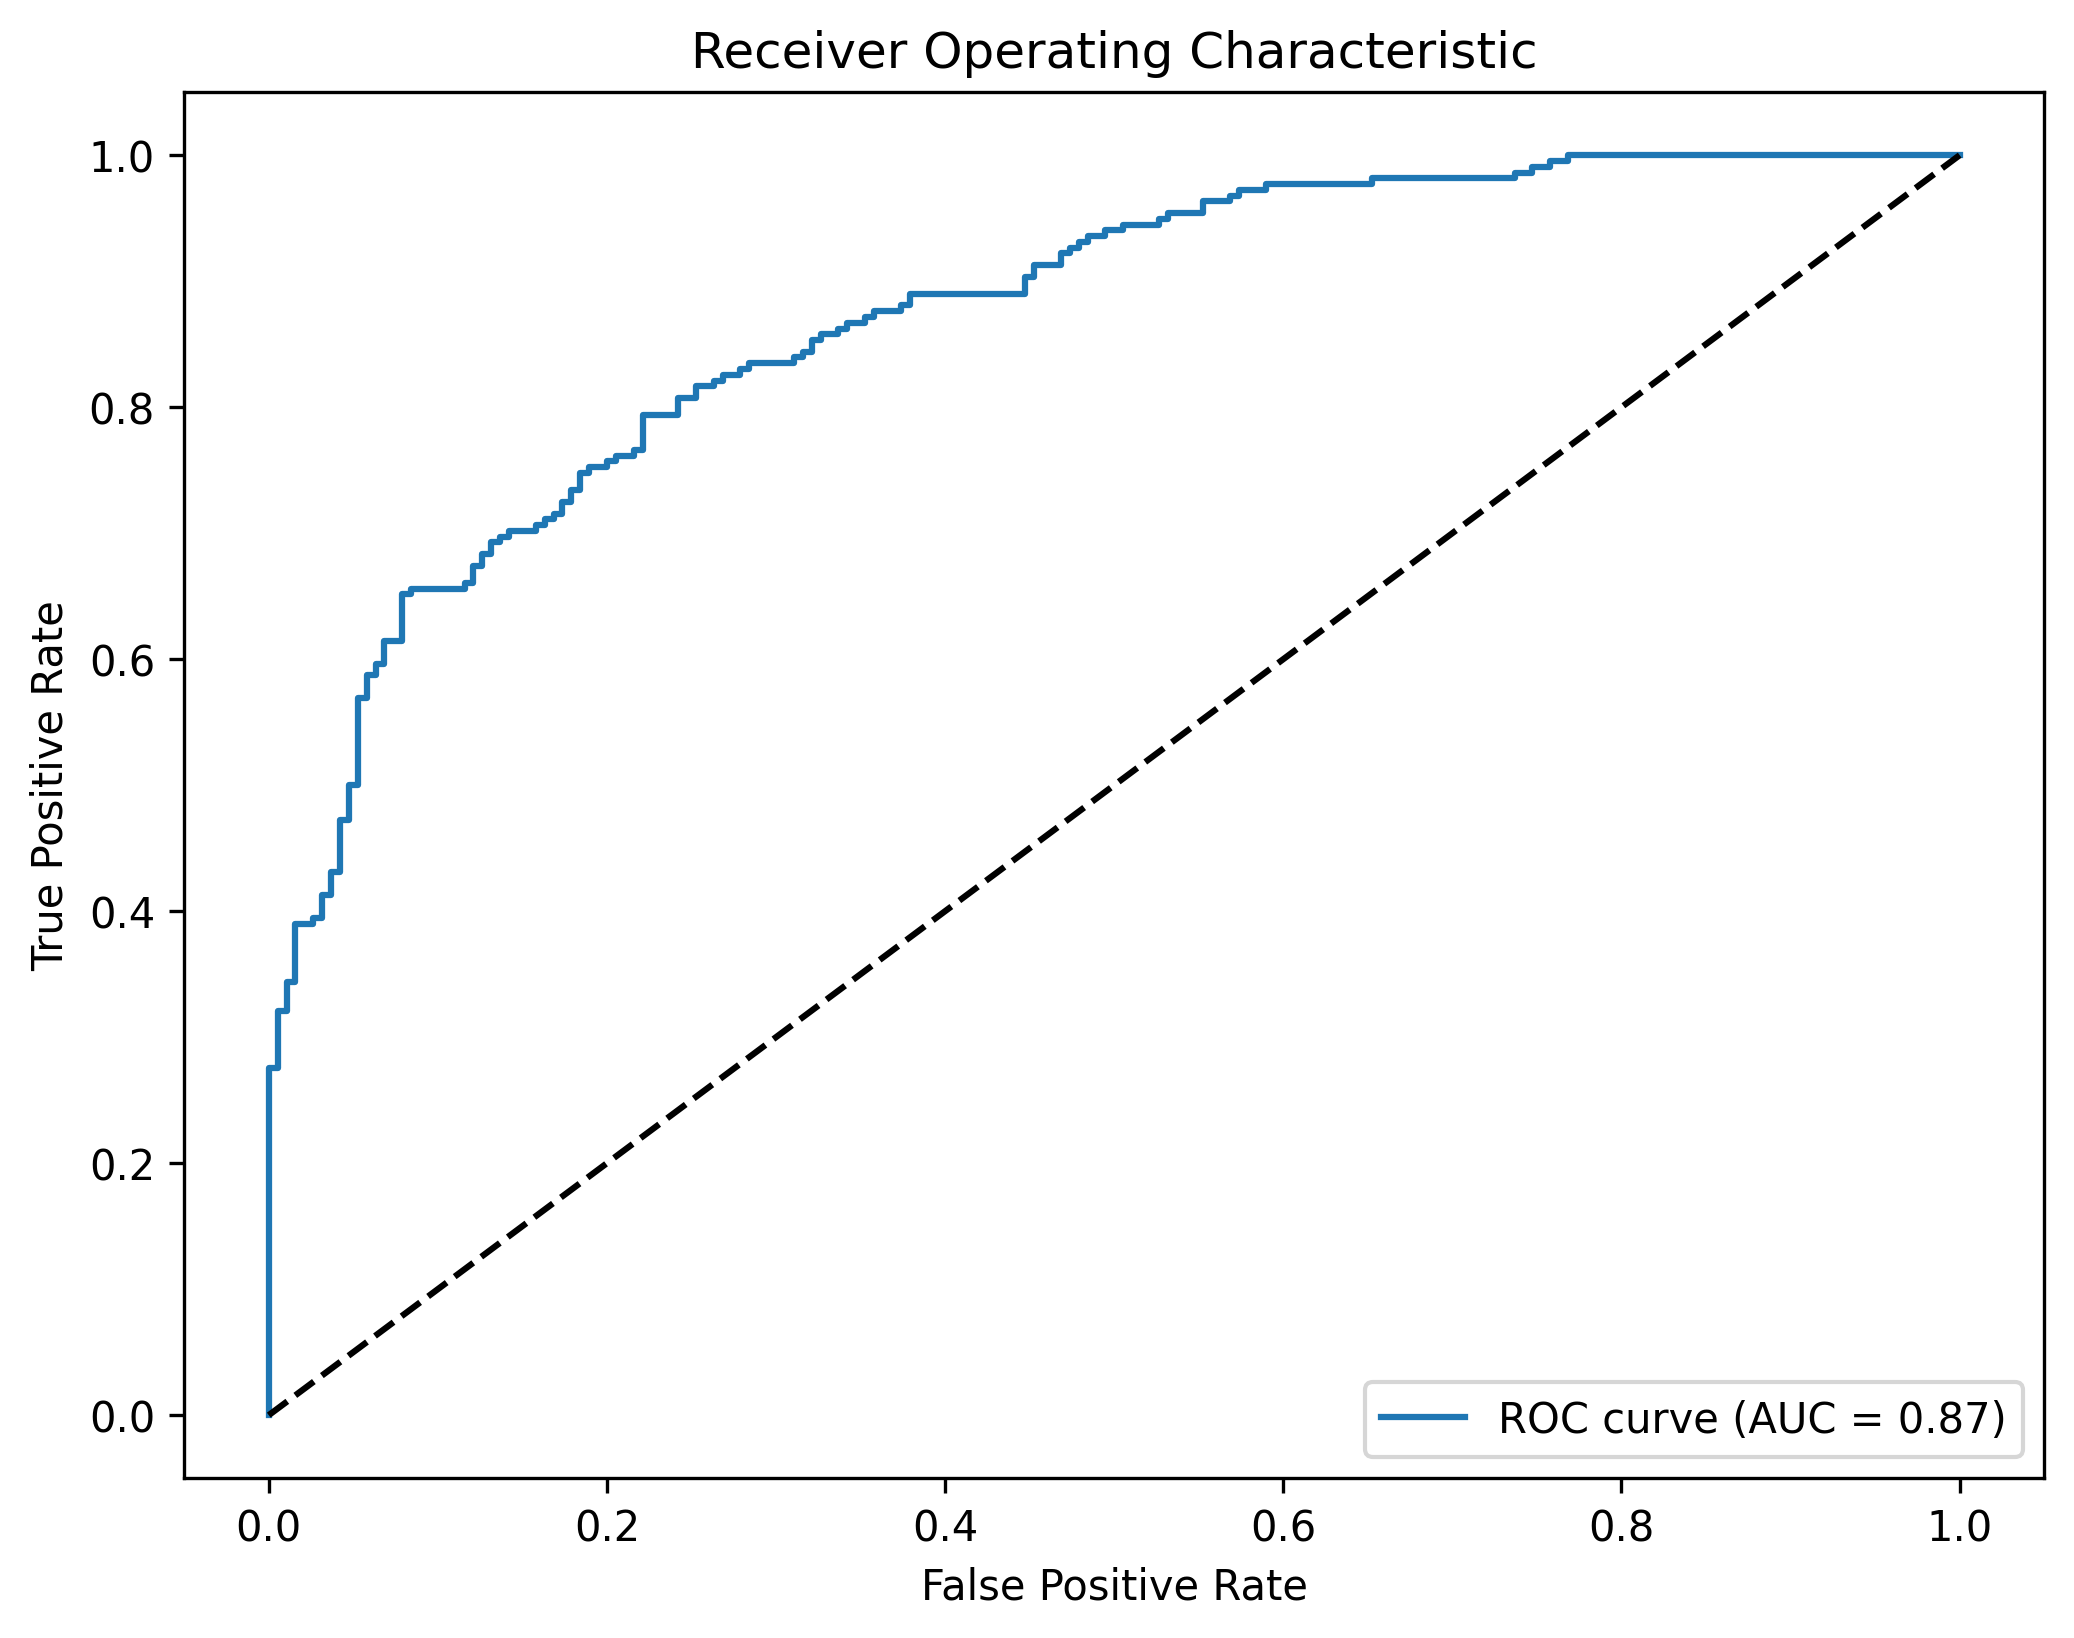 Receiver Operating Characteristic
True Positive Rate
1.0
0.8
0.6
0.4
0.2
0.0
ROC curve (AUC = 0.87)
0.0 0.2 0.4 0.6 0.8 1.0
False Positive Rate